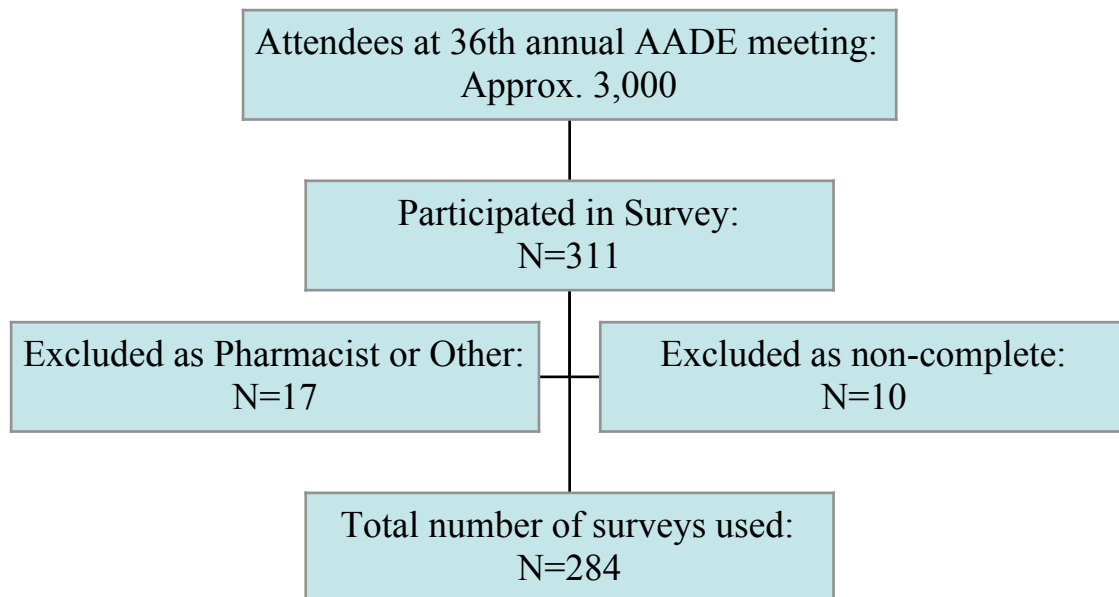 Attendees at 36th annual AADE meeting:
Approx. 3,000
Participated in Survey:
N=311
Excluded as Pharmacist or Other:
N=17
Excluded as non-complete:
N=10
Total number of surveys used:
N=284